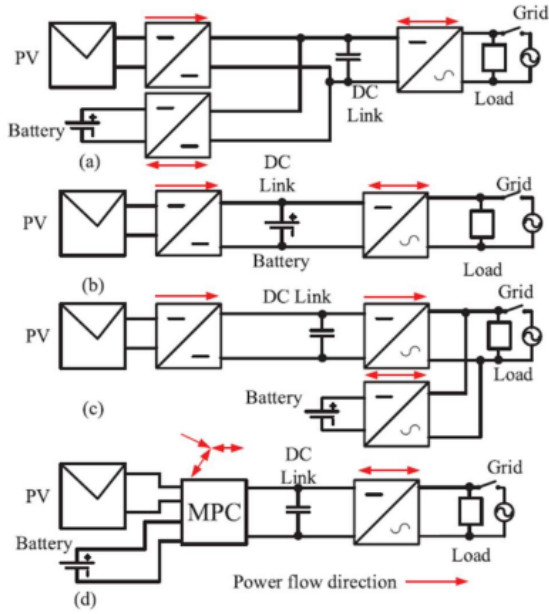 Grid
PV
DC
Link
Load
Battery
(a)
DC
Link
Grid
PV
Battery
Load
(b)
DC Link
Grid
PV
Load
Battery
(c)
DC
Link
Grid
PV
MPC
Battery
Load
(d)
Power flow direction